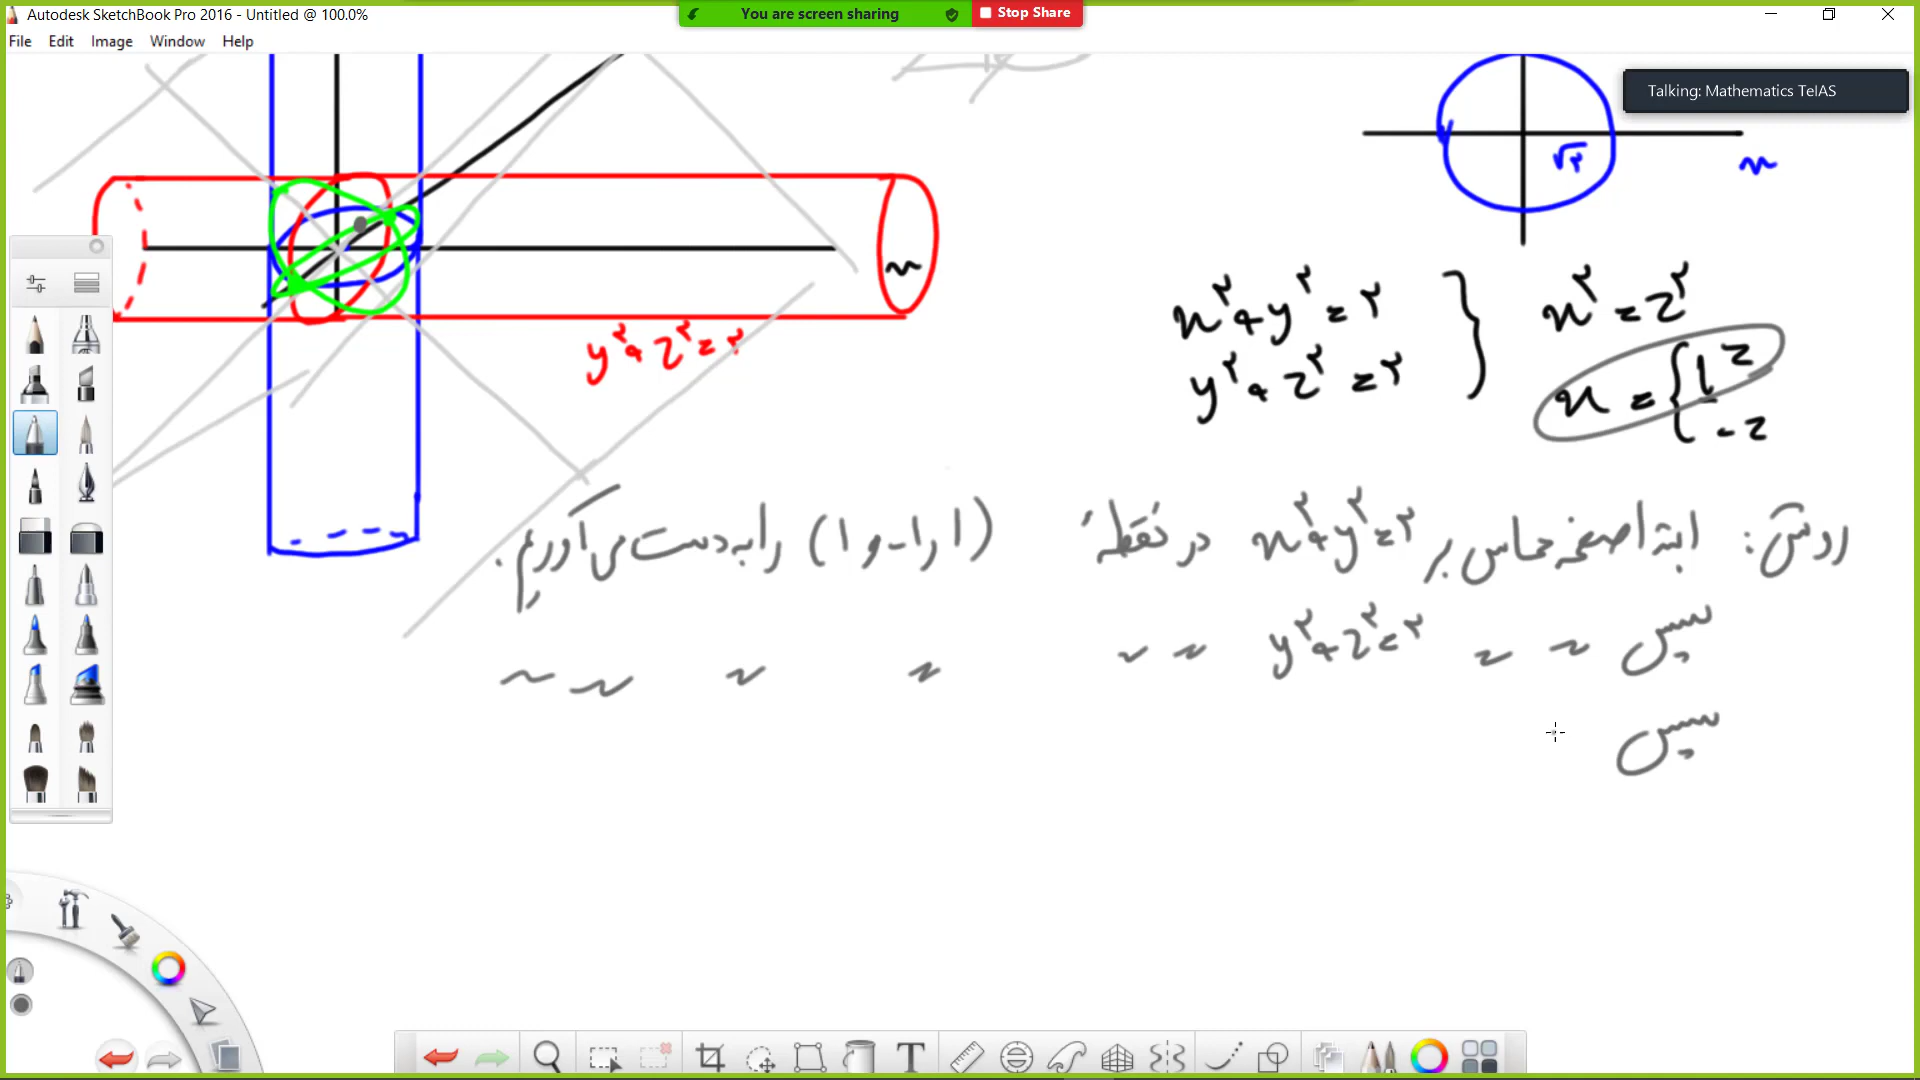 Autodesk SketchBook Pro 2016 - Untitled @ 100.0%
You are screen sharing
Stop Share
File Edit Image Window Help
Talking: Mathematics TeIAS
√۲
x
x
y² + z² = ۲
x² + y² = ۲
y² + z² = ۲
x² = z²
x = { z
-z
روش: ابتدا صفحه مماس بر x² + y² = ۲ در نقطهٔ (۱ و ۱- و ۱) را به دست می آوریم.
سپس ~ ~ y² + z² = ۲ ~ ~ ~ ~ ~ ~
سپس
T